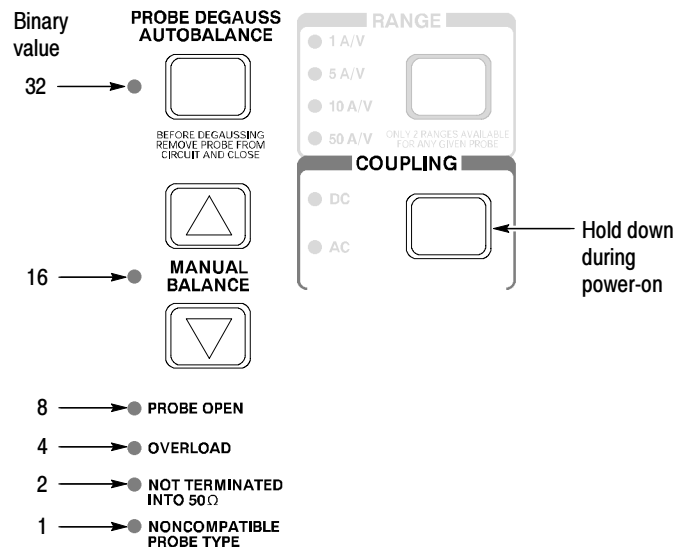 Binary
value
PROBE DEGAUSS
AUTOBALANCE
32
BEFORE DEGAUSSING
REMOVE PROBE FROM
CIRCUIT AND CLOSE
16
MANUAL
BALANCE
8
PROBE OPEN
4
OVERLOAD
2
NOT TERMINATED
INTO 50Ω
1
NONCOMPATIBLE
PROBE TYPE
RANGE
1 A/V
5 A/V
10 A/V
50 A/V
ONLY 2 RANGES AVAILABLE
FOR ANY GIVEN PROBE
COUPLING
DC
AC
Hold down
during
power-on